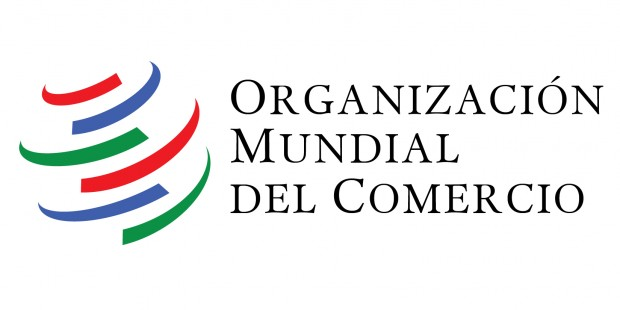 ORGANIZACIÓN
MUNDIAL
DEL COMERCIO